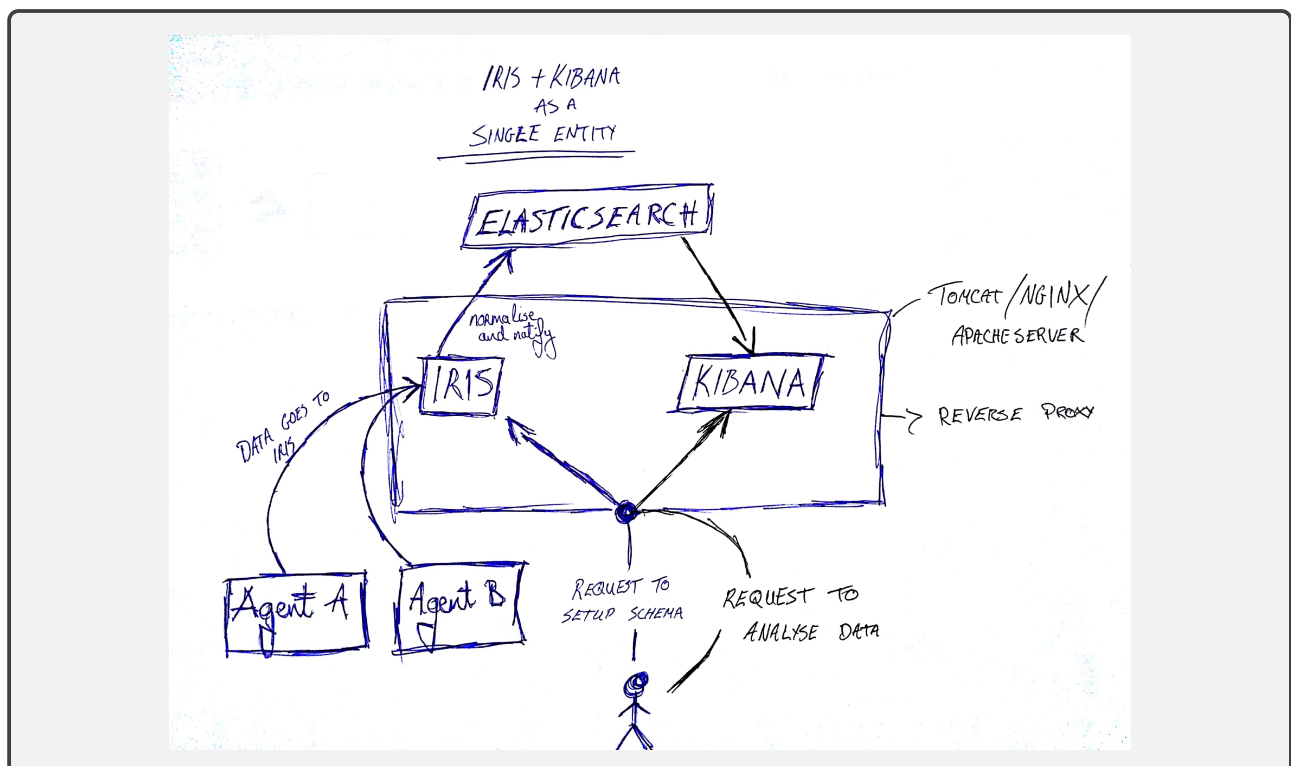 IRIS + KIBANA
AS A
SINGLE ENTITY
ELASTICSEARCH
TOMCAT/NGINX/
APACHE SERVER
normalise
and notify
IRIS
KIBANA
DATA GOES TO
IRIS
REVERSE PROXY
Agent A
Agent B
REQUEST TO
SETUP SCHEMA
REQUEST TO
ANALYSE DATA